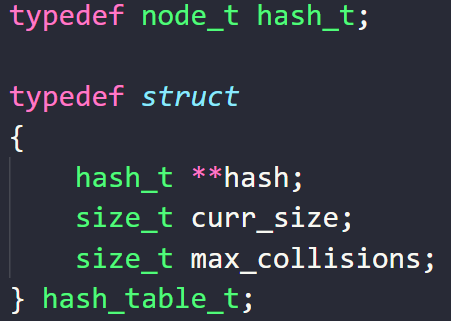 typedef node_t hash_t;
typedef struct
{
hash_t **hash;
size_t curr_size;
size_t max_collisions;
} hash_table_t;